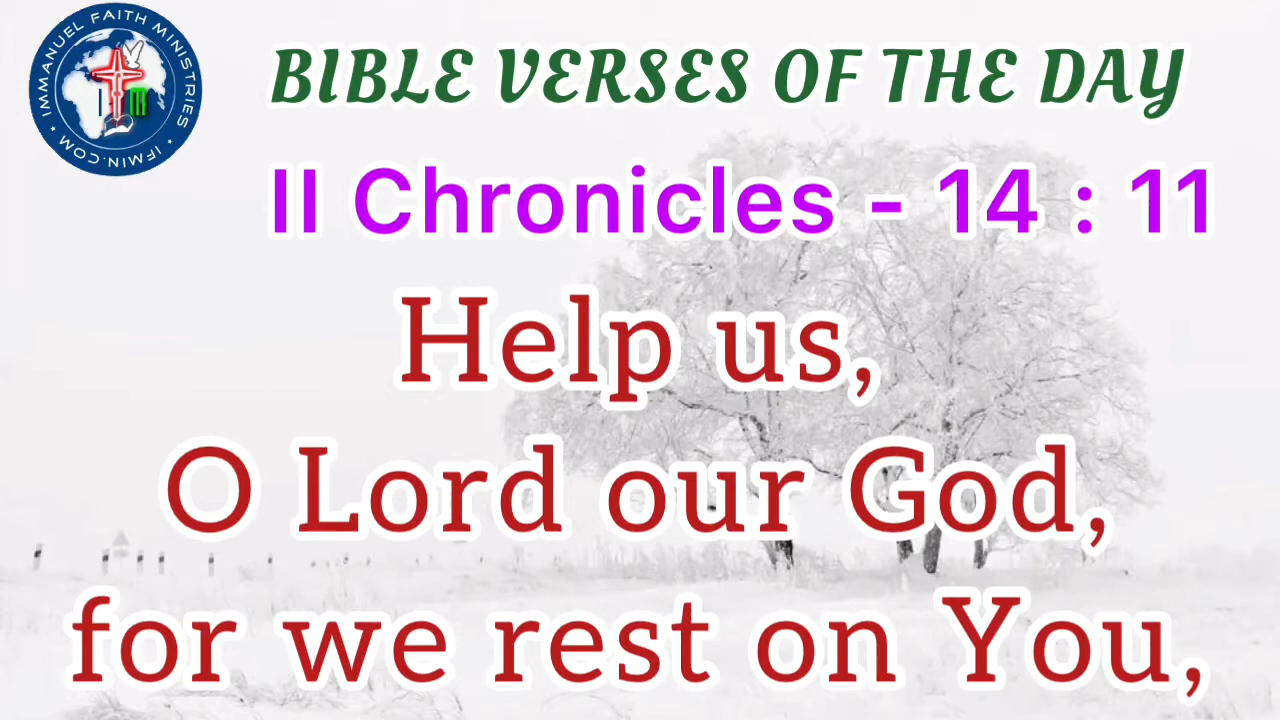 IMMANUEL FAITH MINISTRIES
• IFMIN.COM •
BIBLE VERSES OF THE DAY
II Chronicles - 14 : 11
Help us,
O Lord our God,
for we rest on You,